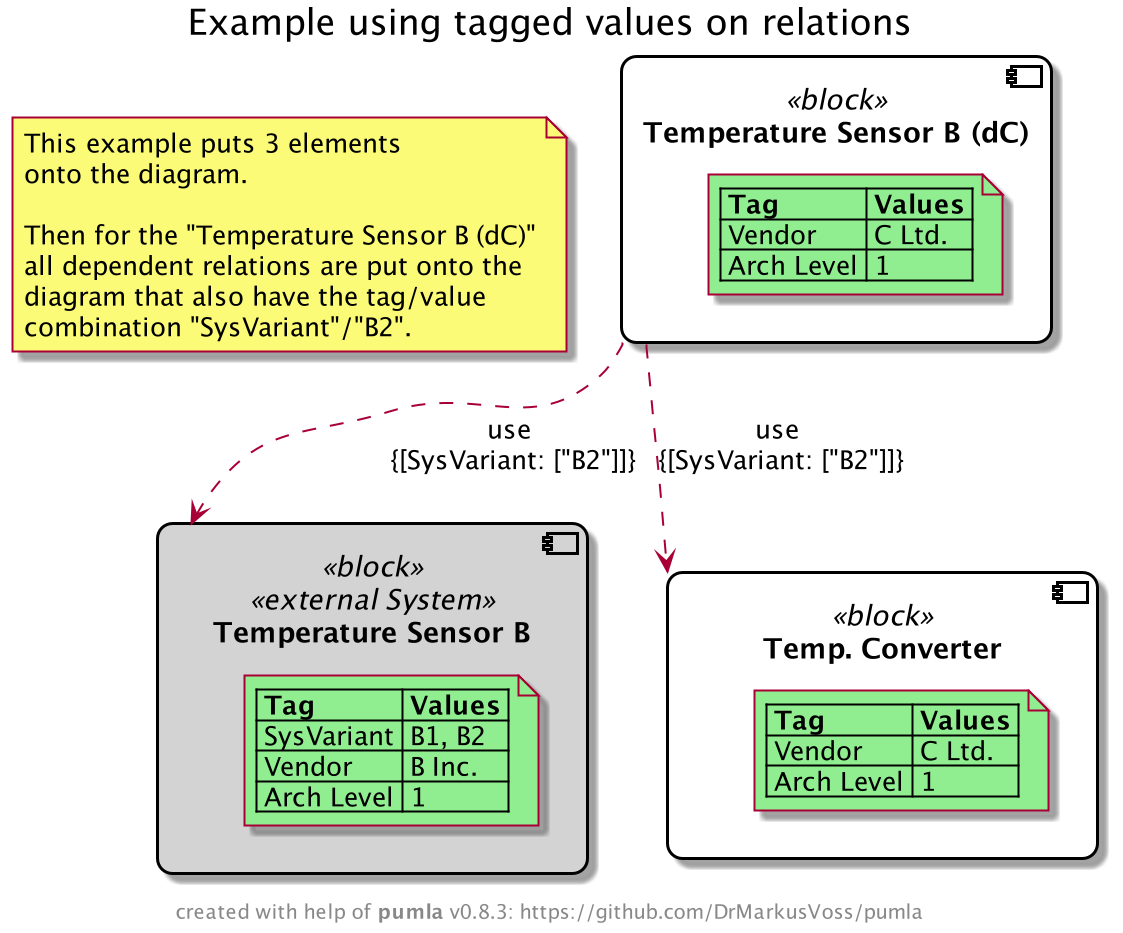 Example using tagged values on relations
This example puts 3 elements
onto the diagram.
Then for the "Temperature Sensor B (dC)"
all dependent relations are put onto the
diagram that also have the tag/value
combination "SysVariant"/"B2".
«block»
Temperature Sensor B (dC)
Tag Values
Vendor C Ltd.
Arch Level 1
use
{[SysVariant: ["B2"]]}
use
{[SysVariant: ["B2"]]}
«block»
«external System»
Temperature Sensor B
Tag Values
SysVariant B1, B2
Vendor B Inc.
Arch Level 1
«block»
Temp. Converter
Tag Values
Vendor C Ltd.
Arch Level 1
created with help of pumla v0.8.3: https://github.com/DrMarkusVoss/pumla